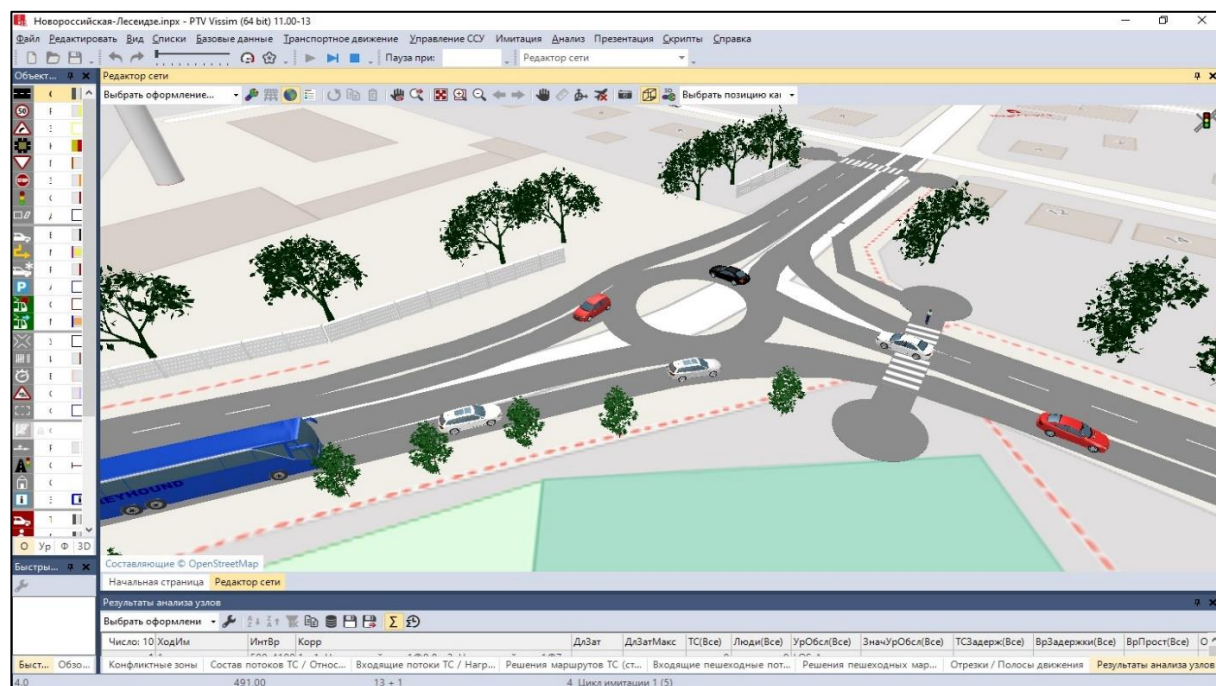 Новороссийская-Лесеидзе.inpx - PTV Vissim (64 bit) 11.00-13
Файл Редактировать Вид Списки Базовые данные Транспортное движение Управление ССУ Имитация Анализ Презентация Скрипты Справка
Пауза при: Редактор сети
Объект... Редактор сети
Выбрать оформление... Выбрать позицию ка
GREYHOUND
О Ур Ф 3D
Составляющие © OpenStreetMap
Быстры... Начальная страница Редактор сети
Результаты анализа узлов
Выбрать оформлени
Число: 10 ХодИм ИнтВр Корр ДлЗат ДлЗатМакс ТС(Все) Люди(Все) УрОбсл(Все) ЗначУрОбсл(Все) ТСЗадерж(Все) ВрЗадержки(Все) ВрПрост(Все)
Быст... Обзо... Конфликтные зоны Состав потоков ТС / Относ... Входящие потоки ТС / Нагр... Решения маршрутов ТС (ст... Входящие пешеходные пот... Решения пешеходных мар... Отрезки / Полосы движения Результаты анализа узлов
4.0 491.00 13 + 1 4 Цикл имитации 1 (5)